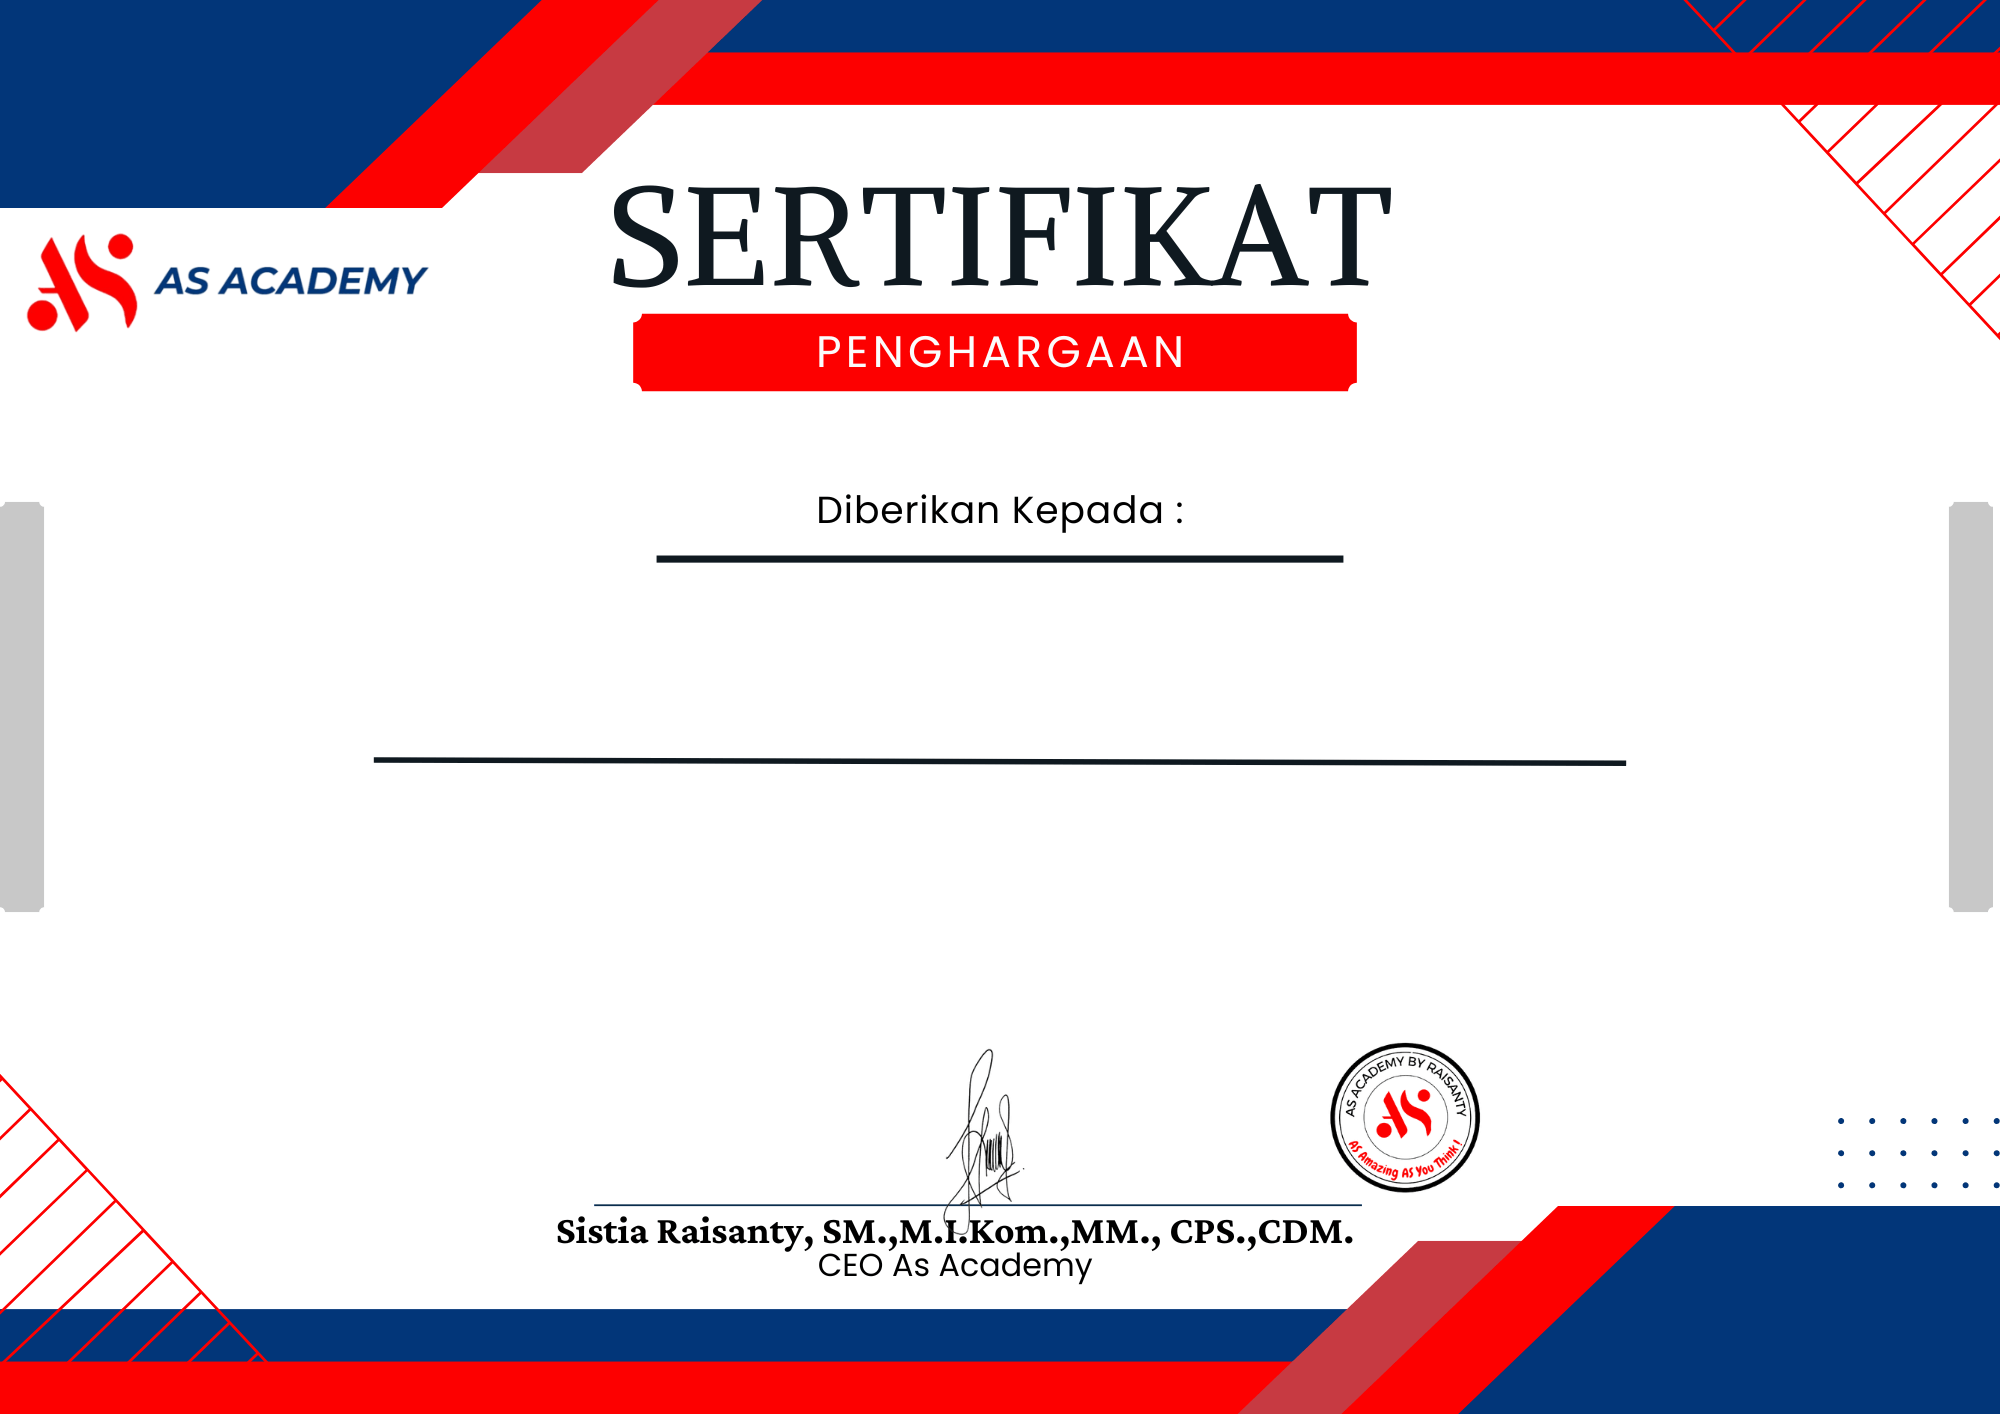 AS ACADEMY
SERTIFIKAT
PENGHARGAAN
Diberikan Kepada :
AS ACADEMY BY RAISANTY
AS Amazing AS You Think !
Sistia Raisanty, SM.,M.I.Kom.,MM., CPS.,CDM.
CEO As Academy